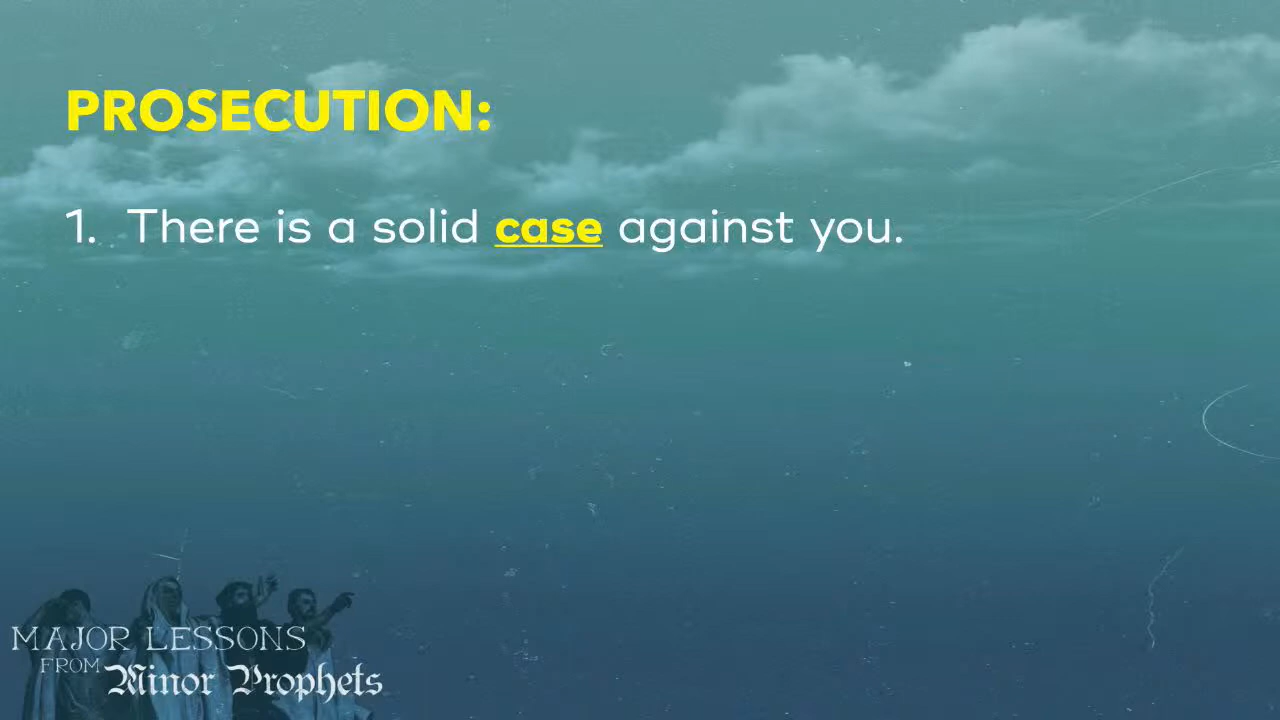 PROSECUTION:
1. There is a solid case against you.
MAJOR LESSONS
FROM Minor Prophets